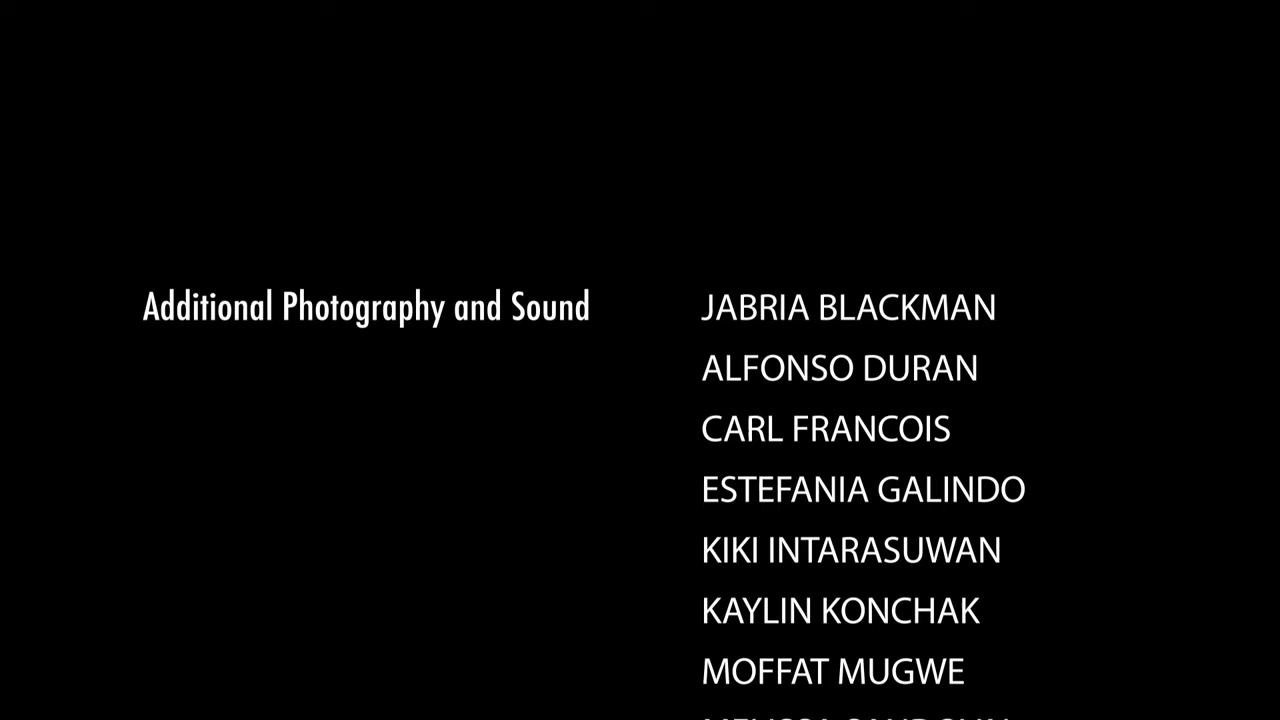 Additional Photography and Sound JABRIA BLACKMAN
ALFONSO DURAN
CARL FRANCOIS
ESTEFANIA GALINDO
KIKI INTARASUWAN
KAYLIN KONCHAK
MOFFAT MUGWE